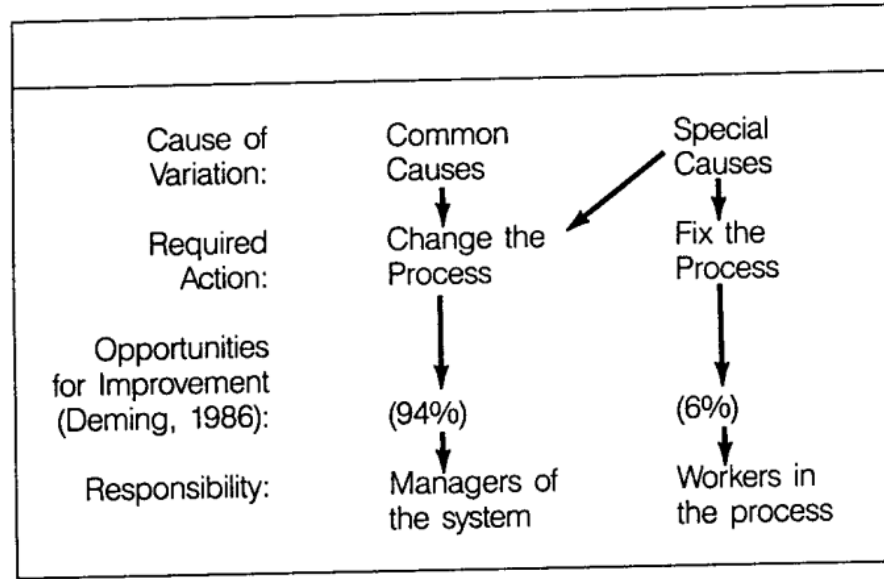 Cause of
Variation:
Common
Causes
Special
Causes
Required
Action:
Change the
Process
Fix the
Process
Opportunities
for Improvement
(Deming, 1986):
(94%)
(6%)
Responsibility:
Managers of
the system
Workers in
the process